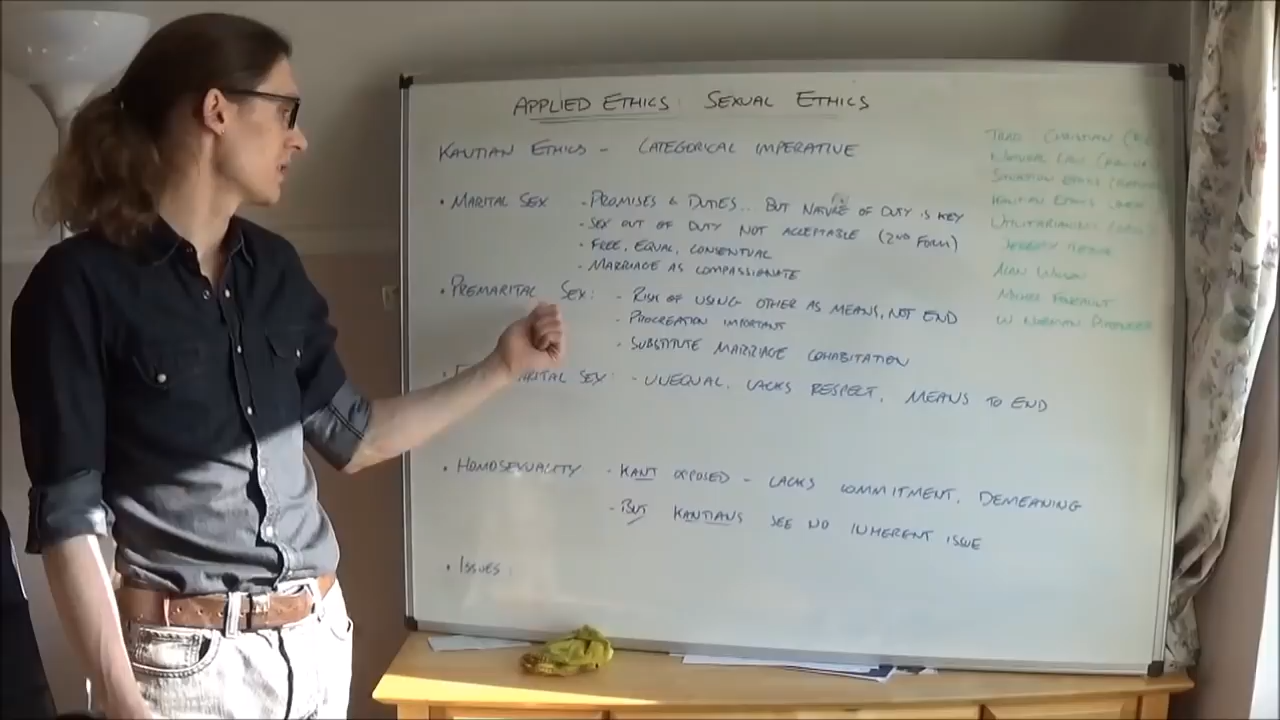 APPLIED ETHICS: SEXUAL ETHICS
KANTIAN ETHICS - CATEGORICAL IMPERATIVE
• MARITAL SEX - PROMISES & DUTIES.. BUT NATURE OF DUTY IS KEY
- SEX OUT OF DUTY NOT ACCEPTABLE (2ND FORM)
- FREE, EQUAL, CONSENTUAL
- MARRIAGE AS COMPASSIONATE
• PREMARITAL SEX: - RISK OF USING OTHER AS MEANS, NOT END
- PROCREATION IMPORTANT
- SUBSTITUTE MARRIAGE COHABITATION
• RITAL SEX: - UNEQUAL, LACKS RESPECT, MEANS TO END
• HOMOSEXUALITY - KANT OPPOSED - LACKS COMMITMENT, DEMEANING
- BUT KANTIANS SEE NO INHERENT ISSUE
• ISSUES:
TRAD CHRISTIAN
NATURAL LAW
SITUATION ETHICS
KANTIAN ETHICS
UTILITARIANISM
ALAN
MICHEL FOUCAULT
W NORMAN PITTENGER